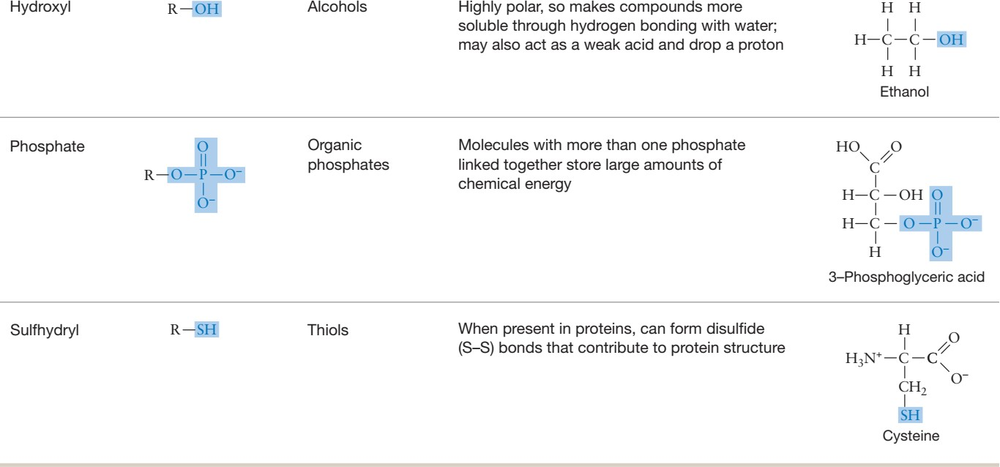 Hydroxyl
R—OH
Alcohols
Highly polar, so makes compounds more
soluble through hydrogen bonding with water;
may also act as a weak acid and drop a proton
H H
H—C—C—OH
H H
Ethanol
Phosphate
O
R—O—P—O⁻
O⁻
Organic
phosphates
Molecules with more than one phosphate
linked together store large amounts of
chemical energy
HO O
C
H—C—OH O
H—C—O—P—O⁻
H O⁻
3–Phosphoglyceric acid
Sulfhydryl
R—SH
Thiols
When present in proteins, can form disulfide
(S–S) bonds that contribute to protein structure
H O
H₃N⁺—C—C
O⁻
CH₂
SH
Cysteine